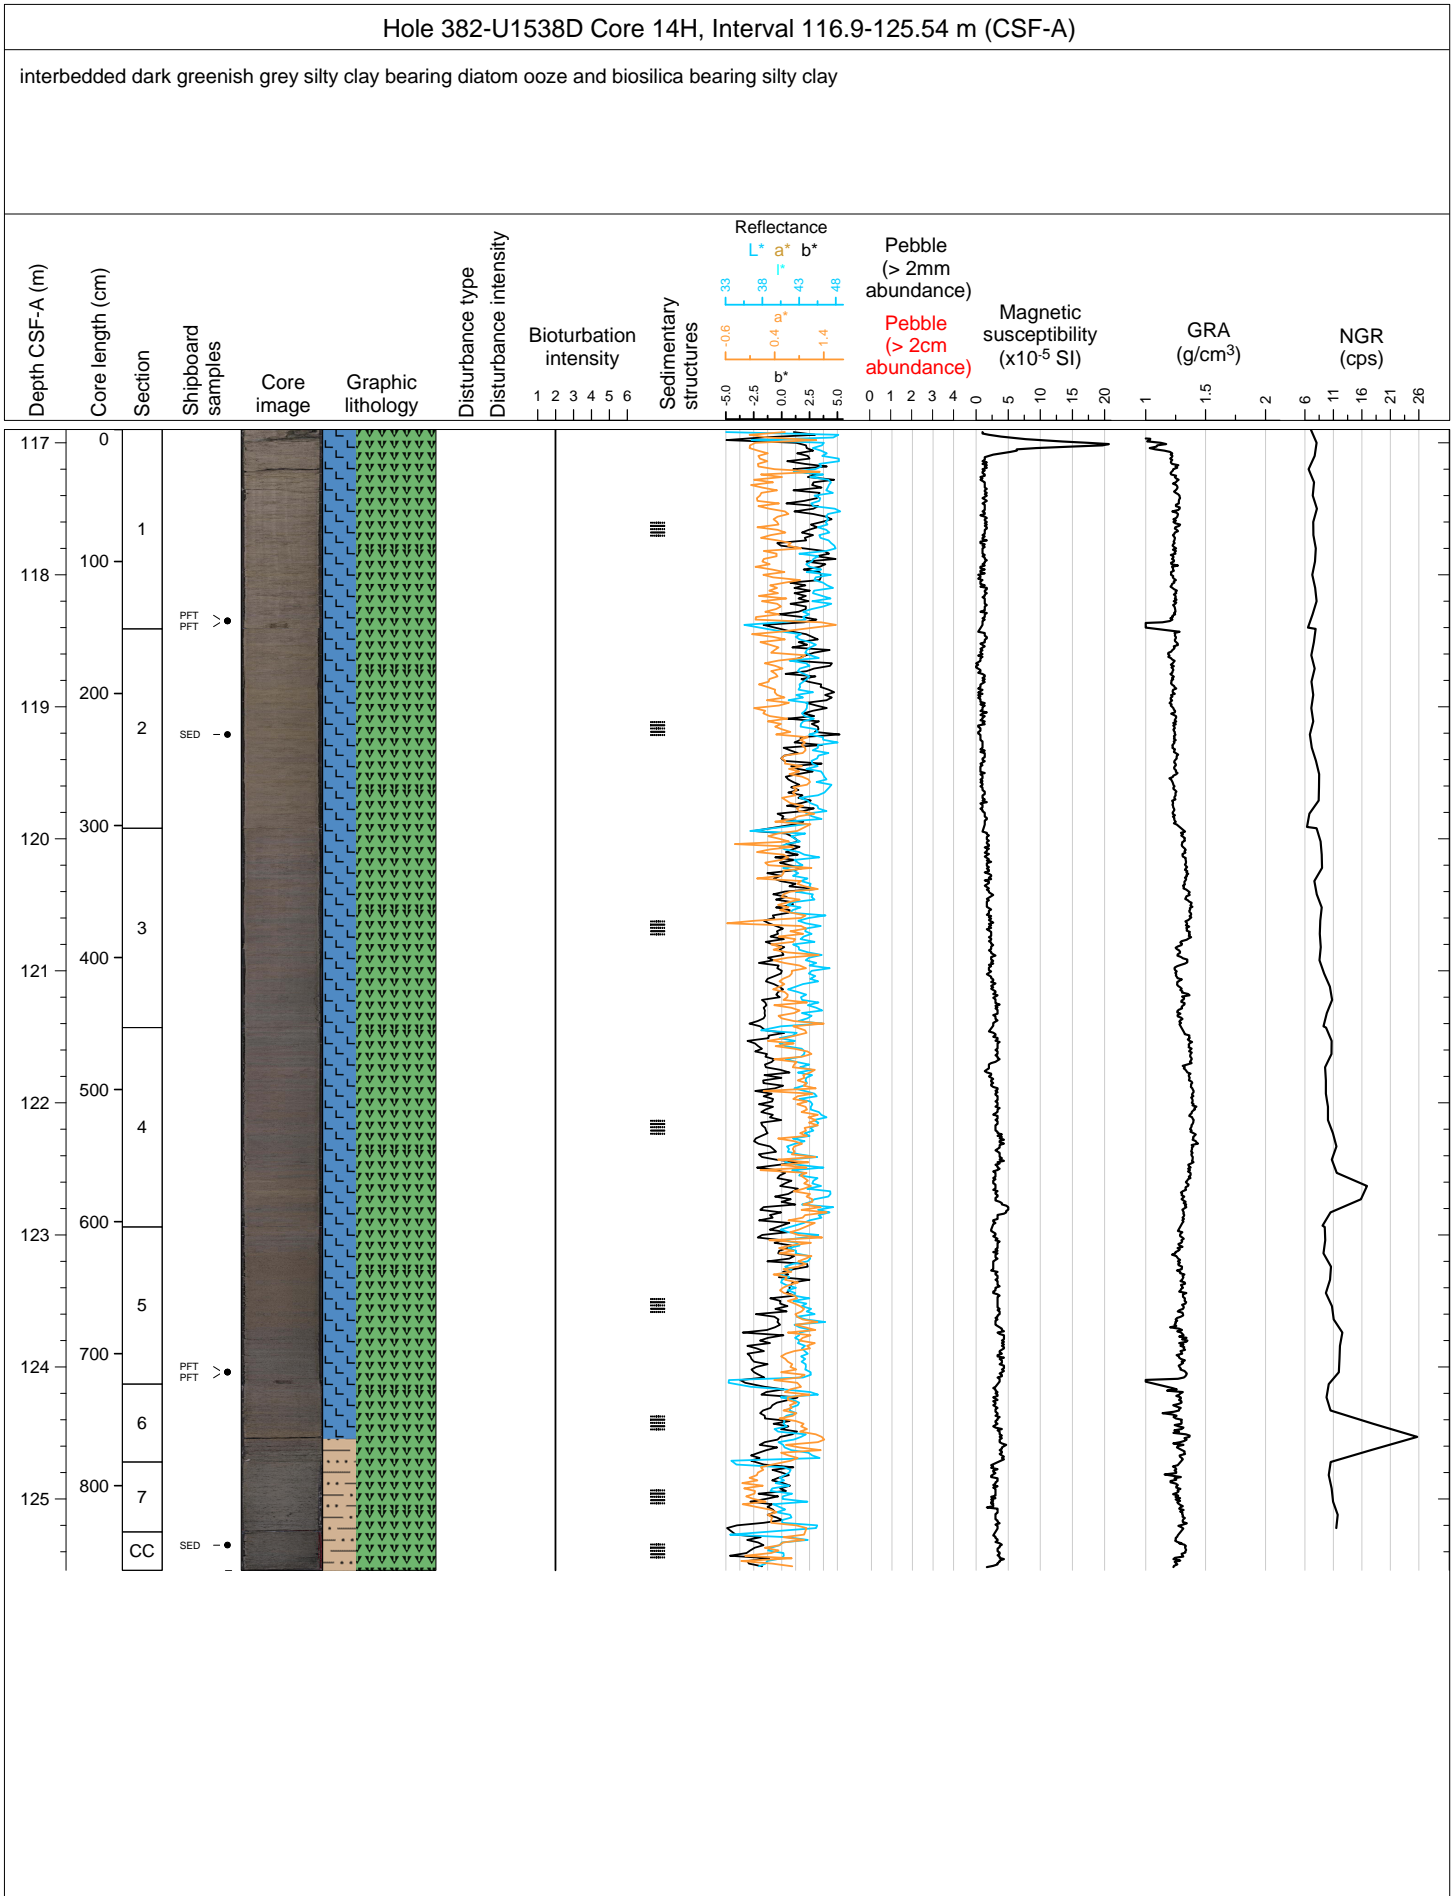 Hole 382-U1538D Core 14H, Interval 116.9-125.54 m (CSF-A)
interbedded dark greenish grey silty clay bearing diatom ooze and biosilica bearing silty clay
Depth CSF-A (m)
Core length (cm)
Section
Shipboard
samples
Core
image
Graphic
lithology
Disturbance type
Disturbance intensity
Bioturbation
intensity
1 2 3 4 5 6
Sedimentary
structures
Reflectance
L* a* b*
l*
33 38 43 48
a*
-0.6 0.4 1.4
b*
-5.0 -2.5 0.0 2.5 5.0
Pebble
(> 2mm
abundance)
Pebble
(> 2cm
abundance)
0 1 2 3 4
Magnetic
susceptibility
(x10-5 SI)
0 5 10 15 20
GRA
(g/cm3)
1 1.5 2
NGR
(cps)
6 11 16 21 26
117
118
119
120
121
122
123
124
125
0
100
200
300
400
500
600
700
800
1
2
3
4
5
6
7
CC
PFT
PFT
SED
PFT
PFT
SED